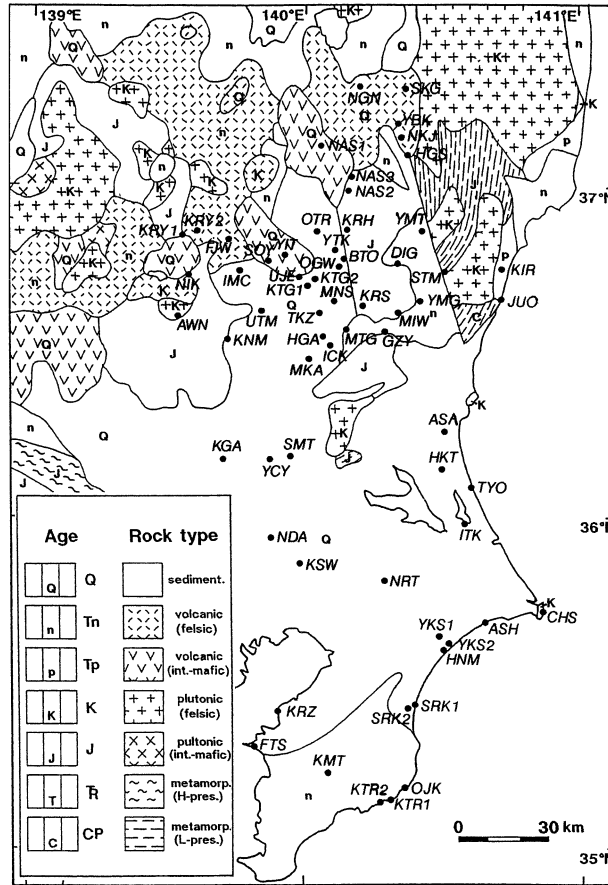 139°E 140°E 141°E
n Q K
Q n Q n
K K
NGN SKG
K
Q YBK
J Q NKJ
HGS
NAS1 p
n
K n
NAS3
NAS2 37°N
KRY2 OTR KRH YMT
KRY1 J
FJW YTK
SOY YN OGW BTO DIG p
n NIK IMC UJE KTG2 STM KIR
KTG1
K Q MNS KRS YMG JUO
AWN UTM TKZ MIW n C
KNM HGA MTG GZY
Q J ICK
MKA J
n Q K ASA K
KGA SMT
YCY J HKT
J TYO
36°N
ITK
NDA Q
KSW
NRT
K
CHS
YKS1 ASH
YKS2
HNM
KRZ SRK1
SRK2
FTS
KMT
n OJK
KTR2 KTR1
0 30 km
35°N
Age Rock type
Q Q sediment.
n Tn volcanic (felsic)
p Tp volcanic (int.-mafic)
K K plutonic (felsic)
J J pultonic (int.-mafic)
T TR metamorp. (H-pres.)
C CP metamorp. (L-pres.)